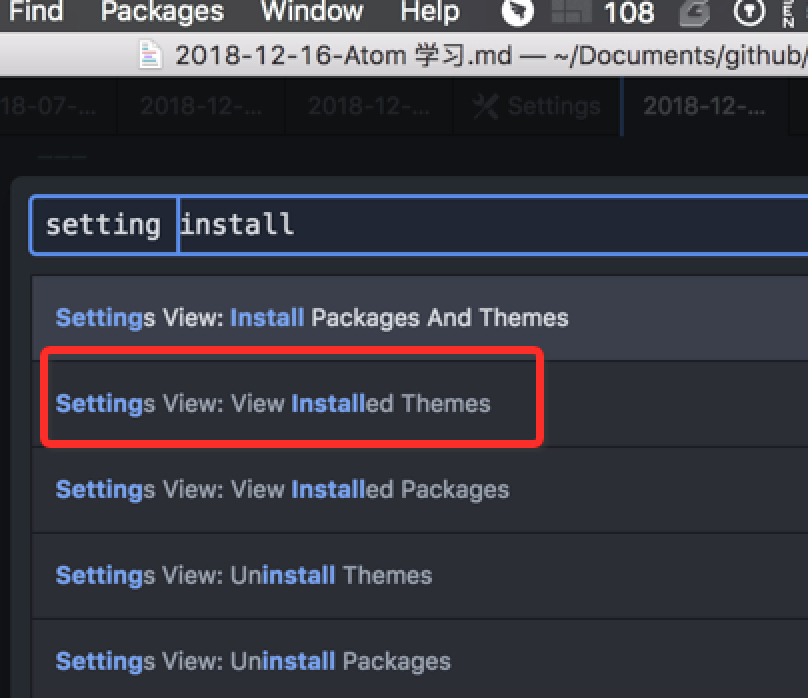 Find Packages Window Help 108 EN
2018-12-16-Atom 学习.md — ~/Documents/github/
18-07-... 2018-12-... 2018-12-... Settings 2018-12-...
---
setting install
Settings View: Install Packages And Themes
Settings View: View Installed Themes
Settings View: View Installed Packages
Settings View: Uninstall Themes
Settings View: Uninstall Packages